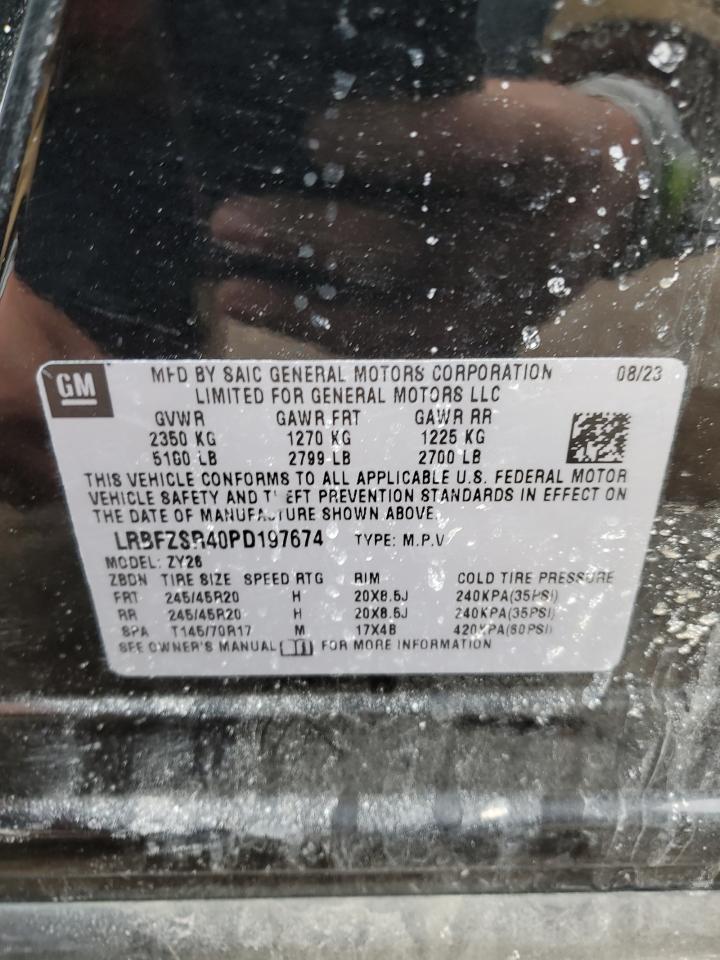 GM
MFD BY SAIC GENERAL MOTORS CORPORATION 08/23
LIMITED FOR GENERAL MOTORS LLC
GVWR GAWR FRT GAWR RR
2350 KG 1270 KG 1225 KG
5180 LB 2799 LB 2700 LB
THIS VEHICLE CONFORMS TO ALL APPLICABLE U.S. FEDERAL MOTOR
VEHICLE SAFETY AND THEFT PREVENTION STANDARDS IN EFFECT ON
THE DATE OF MANUFACTURE SHOWN ABOVE.
LRBFZSR40PD197674 TYPE: M.P.V
MODEL: ZY26
ZBDN TIRE SIZE SPEED RTG RIM COLD TIRE PRESSURE
FRT 245/45R20 H 20X8.5J 240KPA(35PSI)
RR 245/45R20 H 20X8.5J 240KPA(35PSI)
SPA T145/70R17 M 17X4B 420KPA(60PSI)
SEE OWNER'S MANUAL FOR MORE INFORMATION